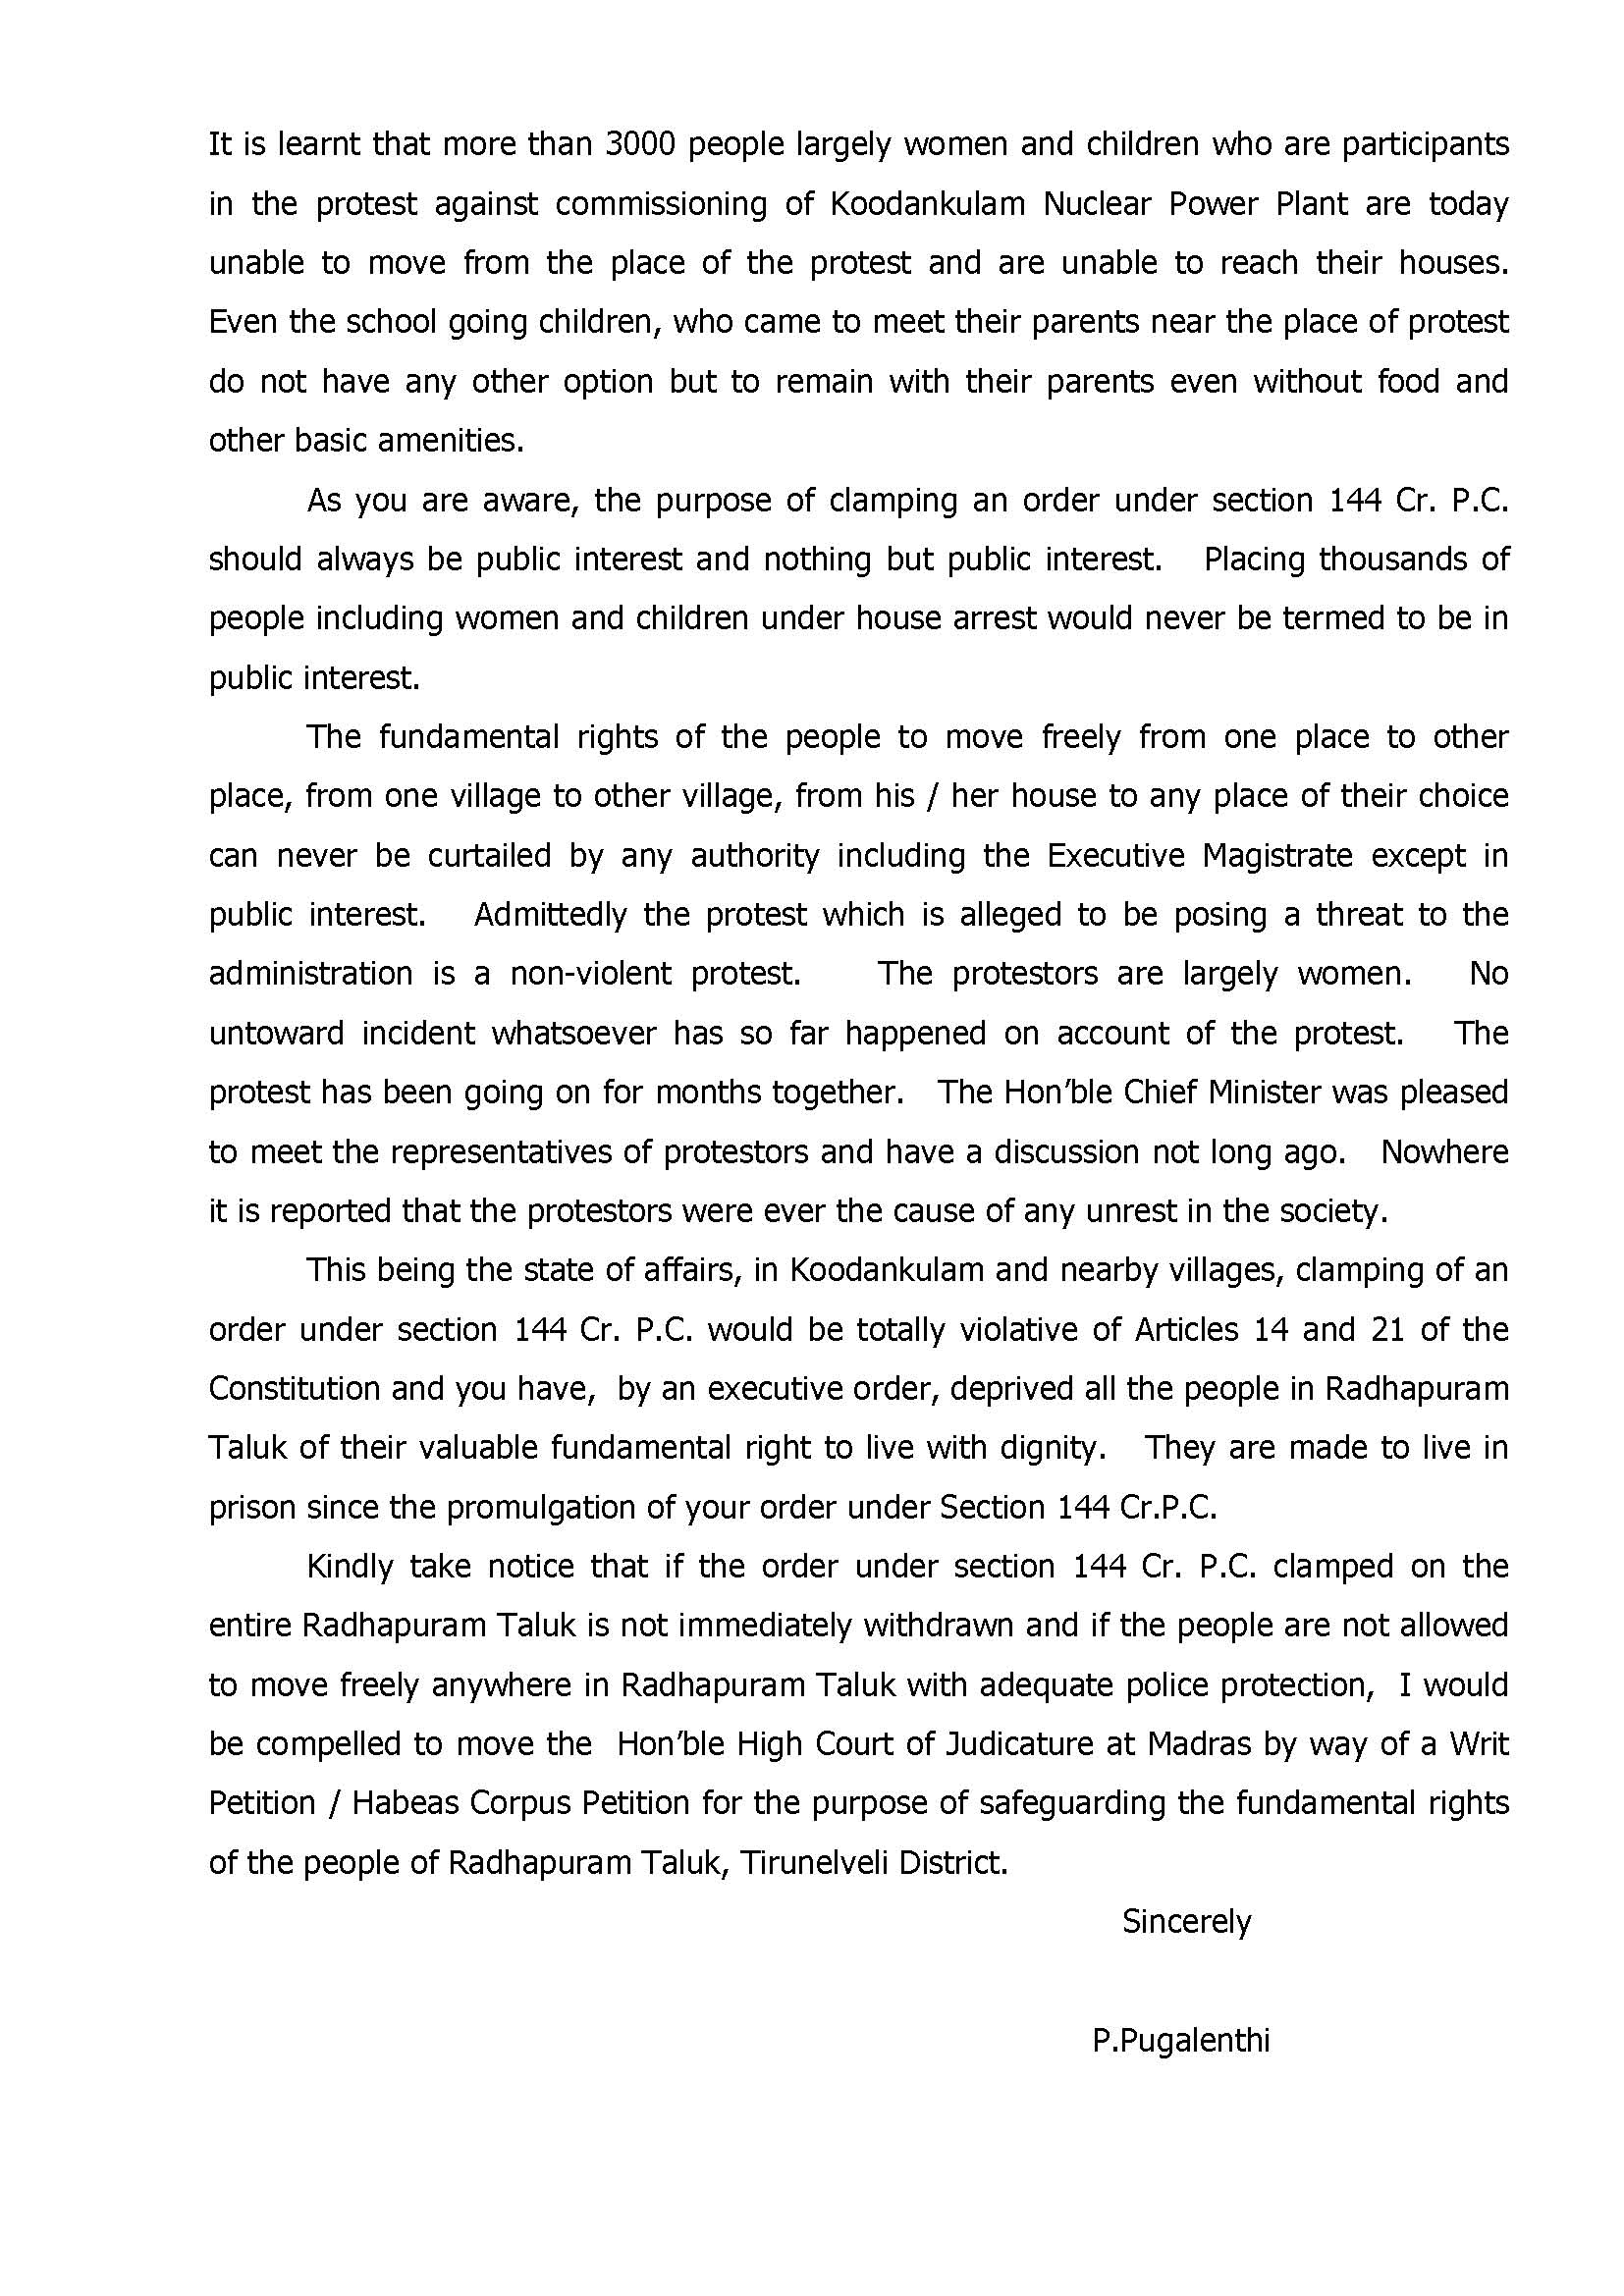 It is learnt that more than 3000 people largely women and children who are participants
in the protest against commissioning of Koodankulam Nuclear Power Plant are today
unable to move from the place of the protest and are unable to reach their houses.
Even the school going children, who came to meet their parents near the place of protest
do not have any other option but to remain with their parents even without food and
other basic amenities.
As you are aware, the purpose of clamping an order under section 144 Cr. P.C.
should always be public interest and nothing but public interest. Placing thousands of
people including women and children under house arrest would never be termed to be in
public interest.
The fundamental rights of the people to move freely from one place to other
place, from one village to other village, from his / her house to any place of their choice
can never be curtailed by any authority including the Executive Magistrate except in
public interest. Admittedly the protest which is alleged to be posing a threat to the
administration is a non-violent protest. The protestors are largely women. No
untoward incident whatsoever has so far happened on account of the protest. The
protest has been going on for months together. The Hon’ble Chief Minister was pleased
to meet the representatives of protestors and have a discussion not long ago. Nowhere
it is reported that the protestors were ever the cause of any unrest in the society.
This being the state of affairs, in Koodankulam and nearby villages, clamping of an
order under section 144 Cr. P.C. would be totally violative of Articles 14 and 21 of the
Constitution and you have, by an executive order, deprived all the people in Radhapuram
Taluk of their valuable fundamental right to live with dignity. They are made to live in
prison since the promulgation of your order under Section 144 Cr.P.C.
Kindly take notice that if the order under section 144 Cr. P.C. clamped on the
entire Radhapuram Taluk is not immediately withdrawn and if the people are not allowed
to move freely anywhere in Radhapuram Taluk with adequate police protection, I would
be compelled to move the Hon’ble High Court of Judicature at Madras by way of a Writ
Petition / Habeas Corpus Petition for the purpose of safeguarding the fundamental rights
of the people of Radhapuram Taluk, Tirunelveli District.
Sincerely
P.Pugalenthi